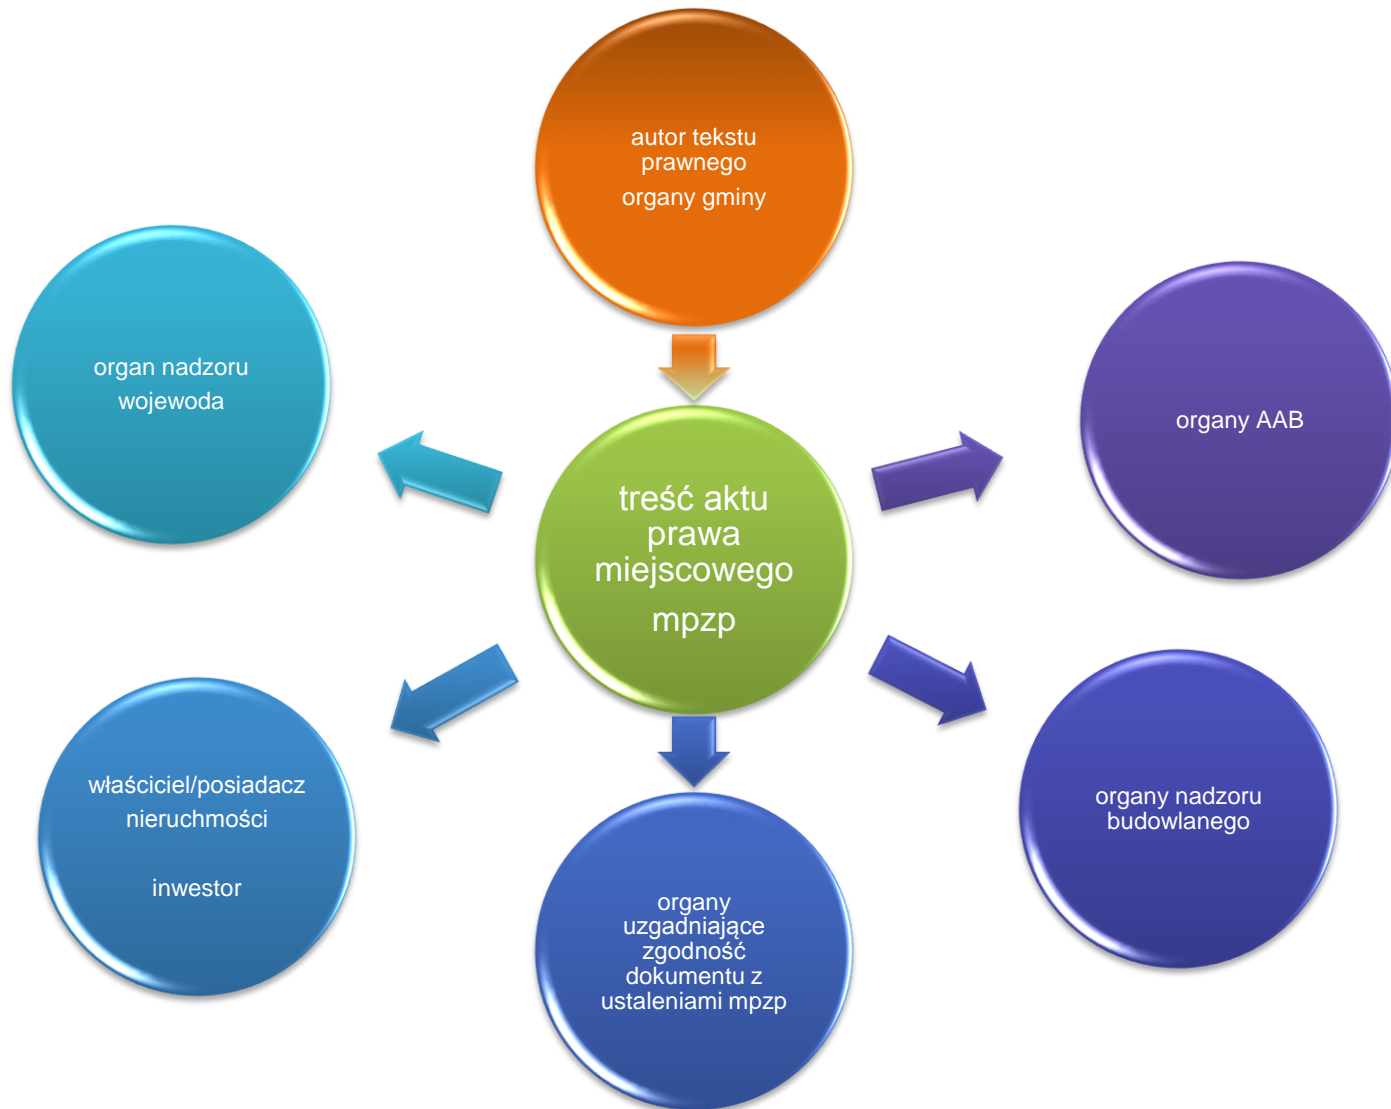 autor tekstu
prawnego
organy gminy
organ nadzoru
wojewoda
organy AAB
treść aktu
prawa
miejscowego
mpzp
właściciel/posiadacz
nieruchmości
inwestor
organy nadzoru
budowlanego
organy
uzgadniające
zgodność
dokumentu z
ustaleniami mpzp